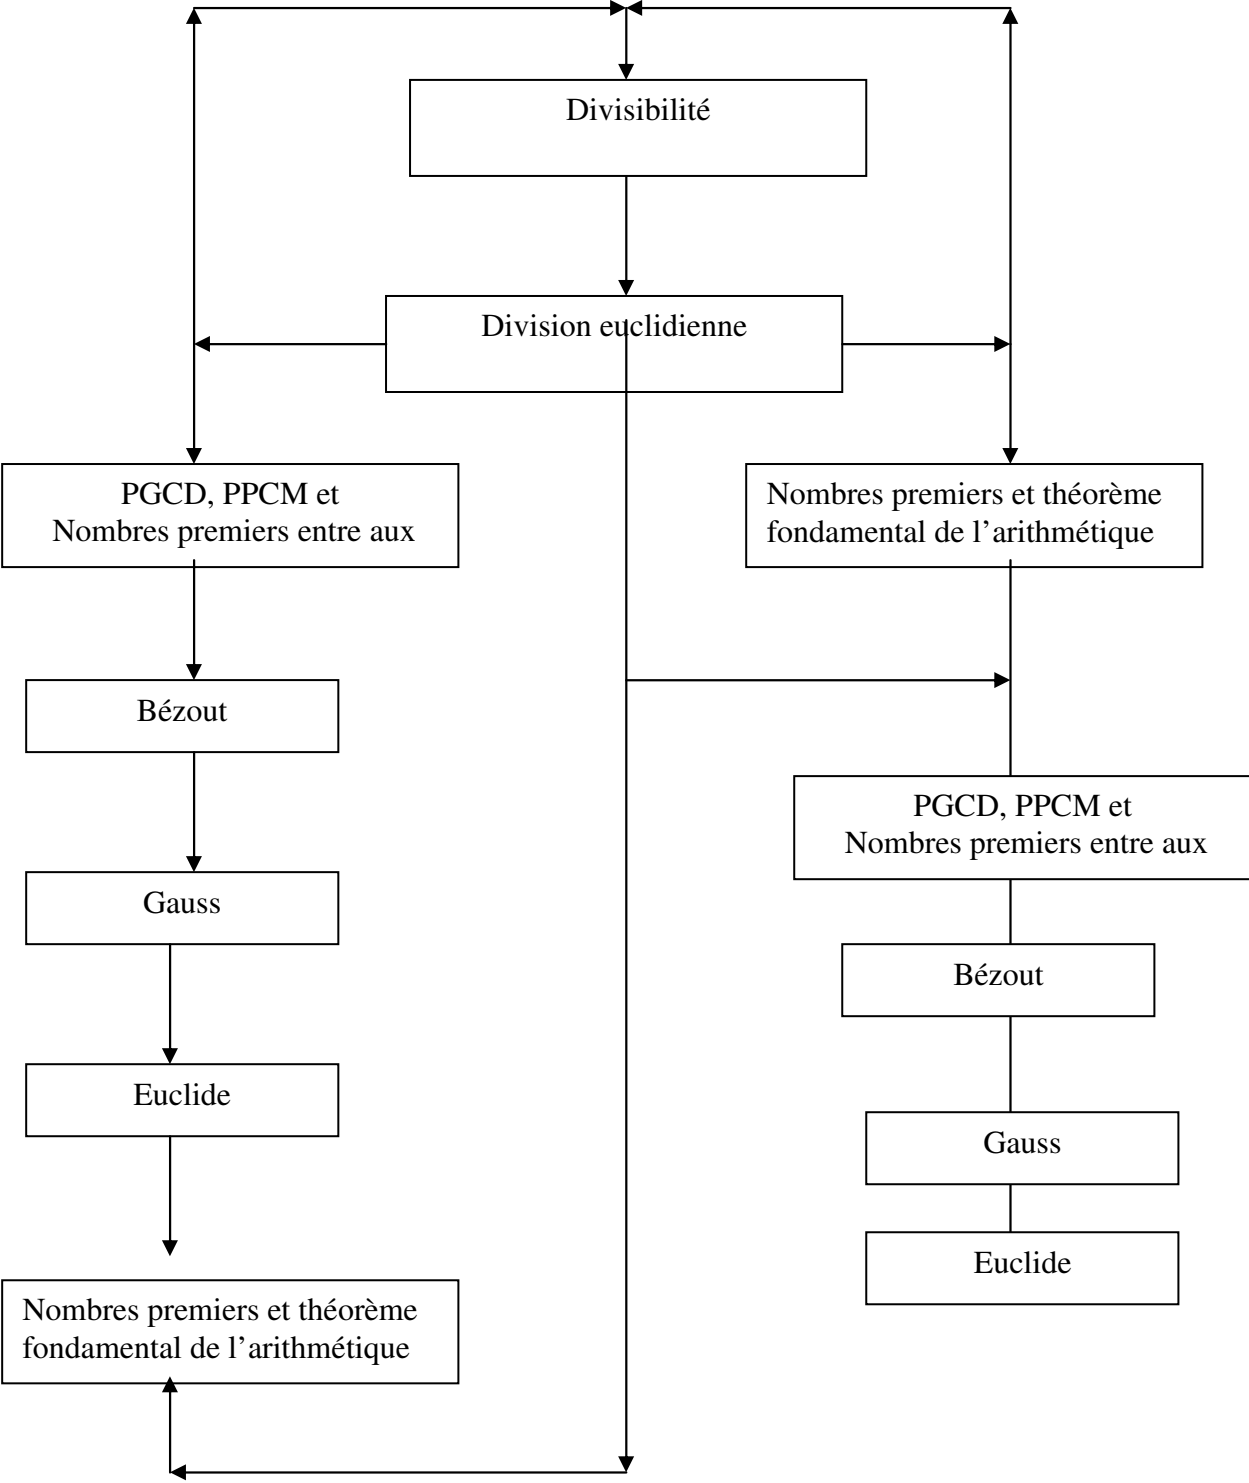 Divisibilité
Division euclidienne
PGCD, PPCM et
Nombres premiers entre aux
Nombres premiers et théorème
fondamental de l’arithmétique
Bézout
Gauss
Euclide
Nombres premiers et théorème
fondamental de l’arithmétique
PGCD, PPCM et
Nombres premiers entre aux
Bézout
Gauss
Euclide